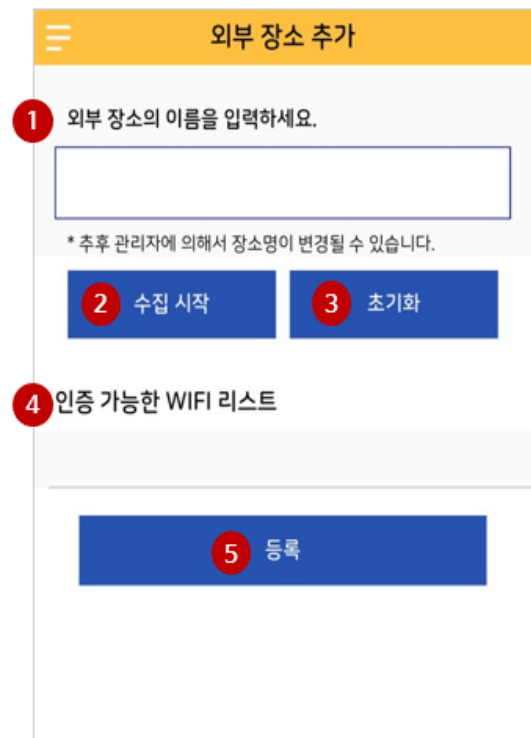 외부 장소 추가
1 외부 장소의 이름을 입력하세요.
* 추후 관리자에 의해서 장소명이 변경될 수 있습니다.
2 수집 시작 3 초기화
4 인증 가능한 WIFI 리스트
5 등록